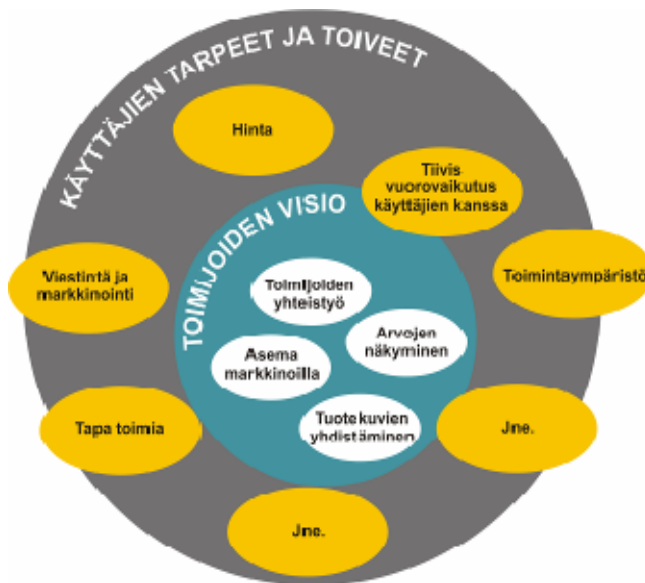 KÄYTTÄJIEN TARPEET JA TOIVEET
Hinta
Tiivis
vuorovaikutus
käyttäjien kanssa
TOIMIJOIDEN VISIO
Viestintä ja
markkinointi
Toimintaympäristö
Toimijoiden
yhteistyö
Arvojen
näkyminen
Asema
markkinoilla
Tuotekuvien
yhdistäminen
Tapa toimia
Jne.
Jne.